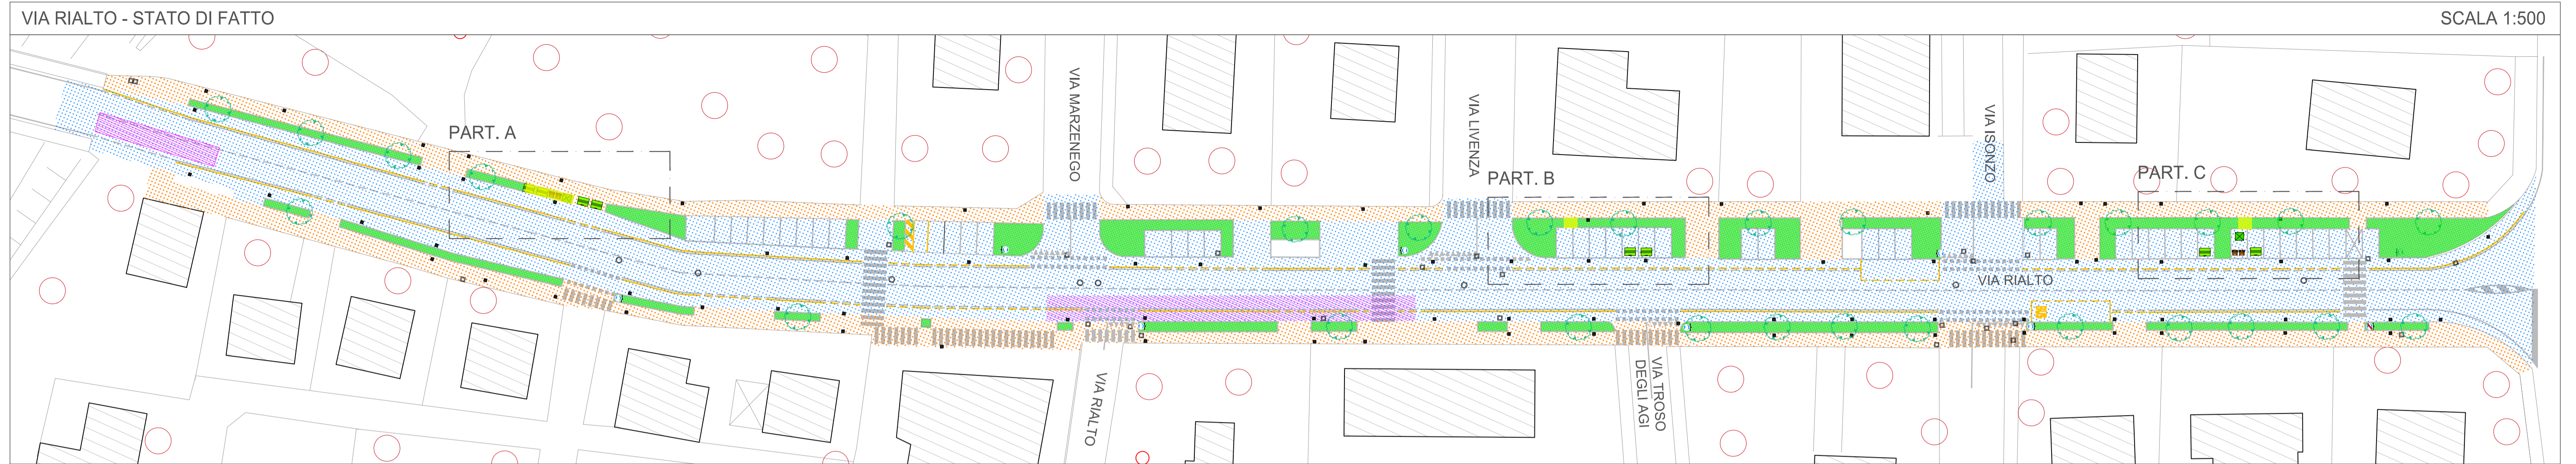 VIA RIALTO - STATO DI FATTO
SCALA 1:500
PART. A
VIA MARZENEGO
VIA LIVENZA
PART. B
VIA ISONZO
PART. C
VIA RIALTO
VIA RIALTO
VIA TROSO
DEGLI AGI